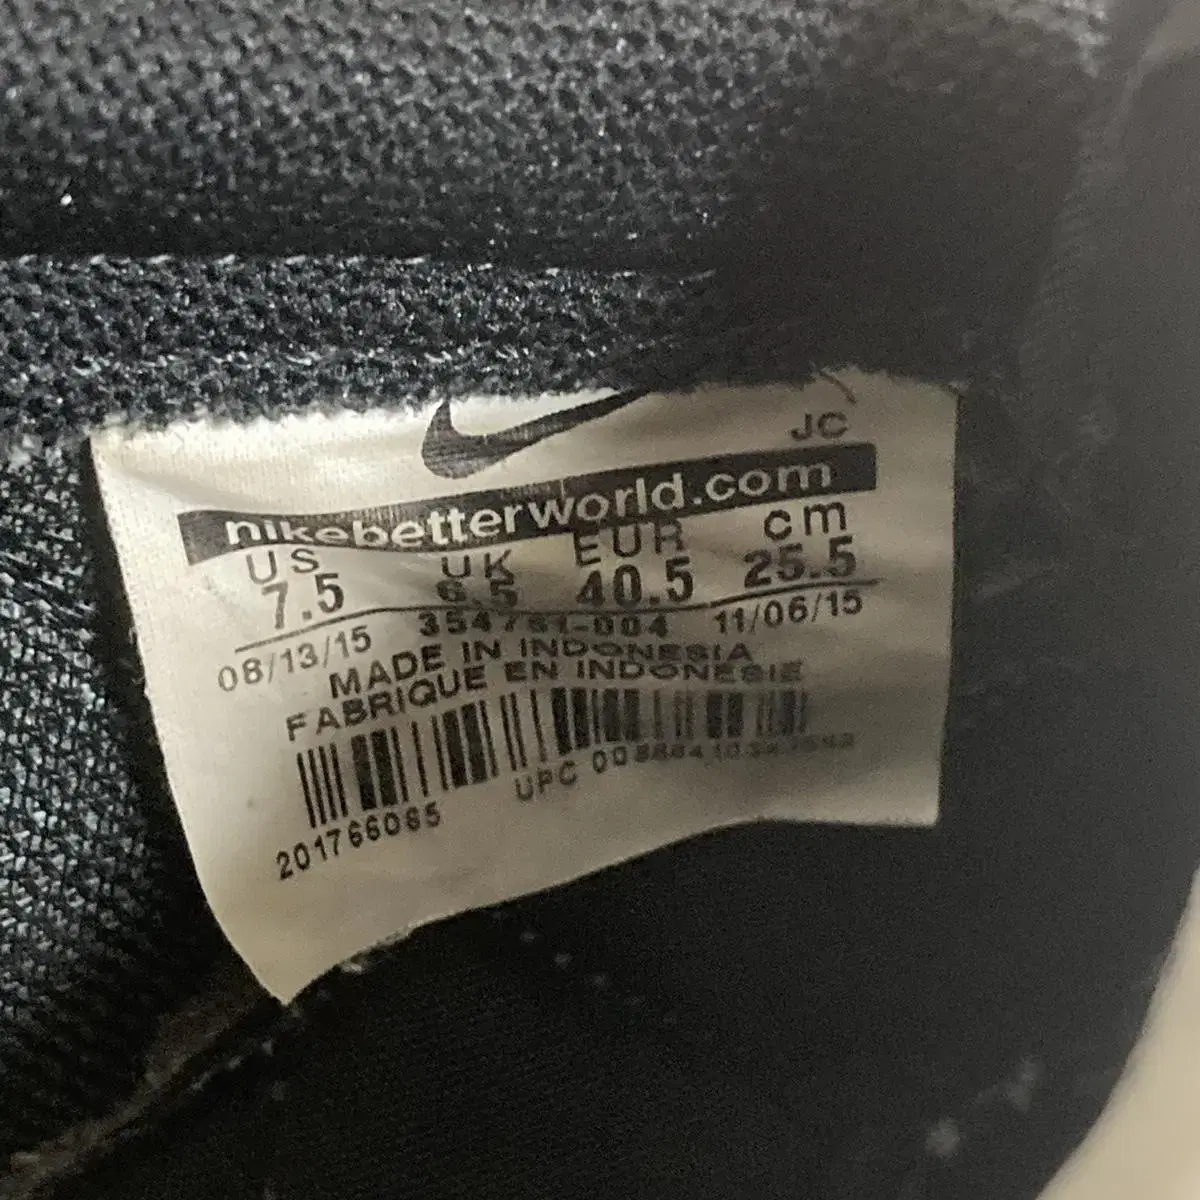 JC
nikebetterworld.com
US UK EUR cm
7.5 6.5 40.5 25.5
08/13/15 11/06/15
MADE IN INDONESIA
FABRIQUE EN INDONESIE
UPC
201766085